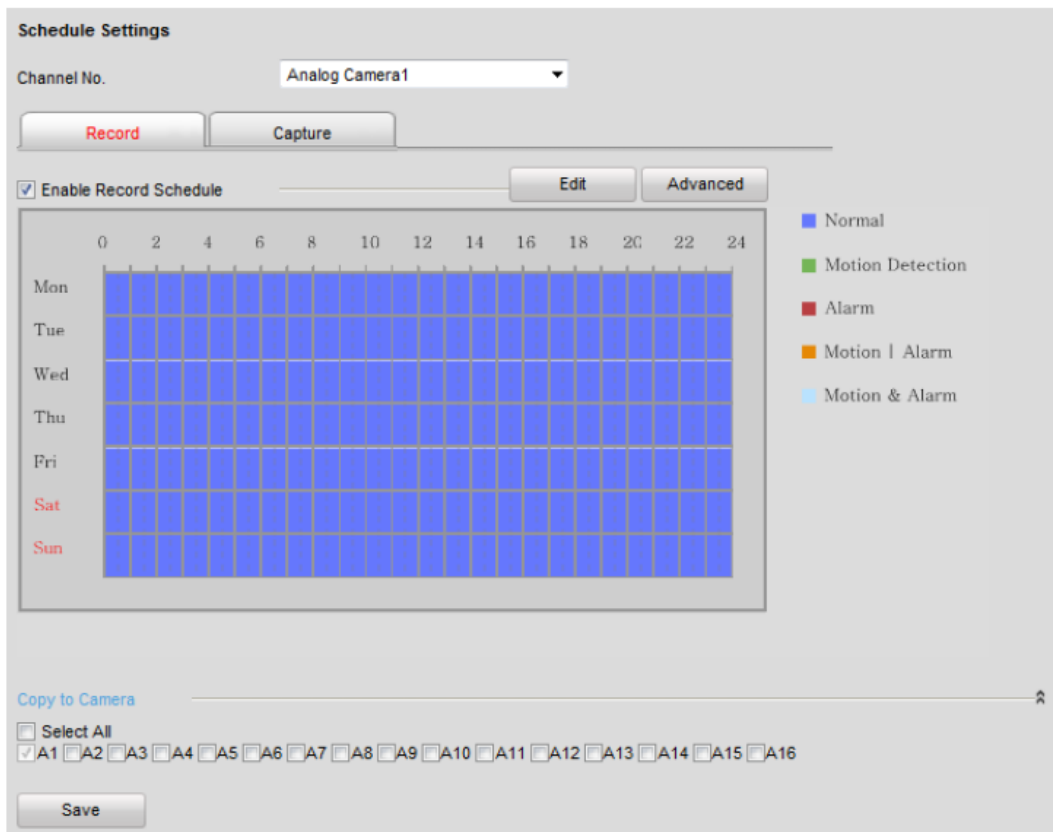 Schedule Settings
Channel No. Analog Camera1
Record Capture
Enable Record Schedule Edit Advanced
0 2 4 6 8 10 12 14 16 18 20 22 24
Mon
Tue
Wed
Thu
Fri
Sat
Sun
Normal
Motion Detection
Alarm
Motion | Alarm
Motion & Alarm
Copy to Camera
Select All
A1 A2 A3 A4 A5 A6 A7 A8 A9 A10 A11 A12 A13 A14 A15 A16
Save